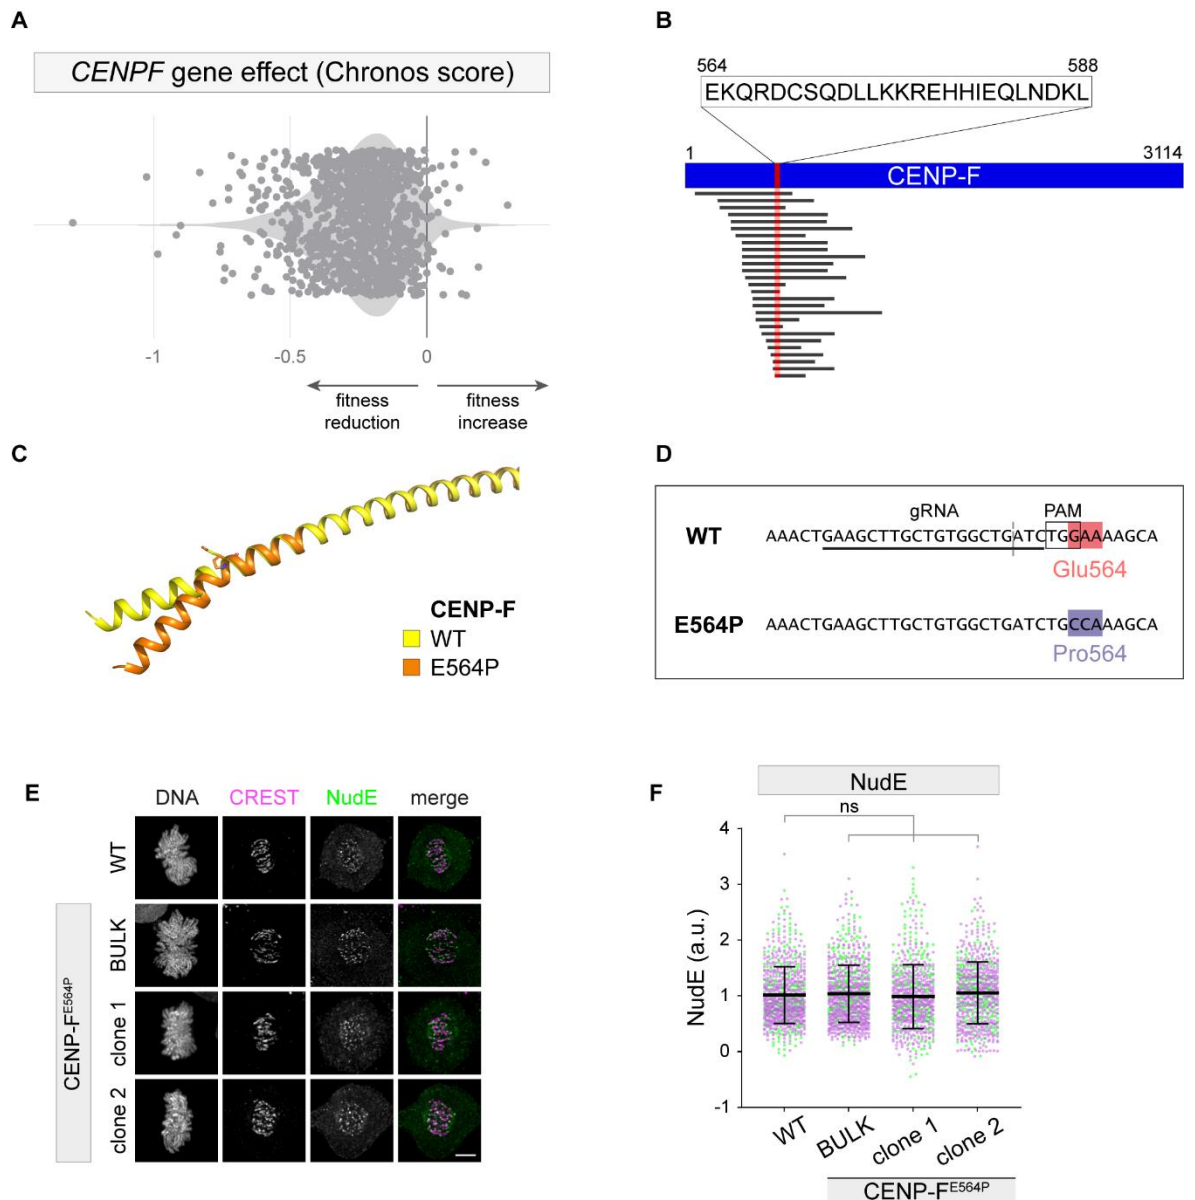 A
CENPF gene effect (Chronos score)
-1
-0.5
0
fitness
reduction
fitness
increase
B
564
588
EKQRDCSQDLLKKREHHIEQLNDKL
1
3114
CENP-F
C
CENP-F
WT
E564P
D
gRNA
PAM
WT
AAACTGAAGCTTGCTGTGGCTGATCTGGAAAAGCA
Glu564
E564P
AAACTGAAGCTTGCTGTGGCTGATCTGCCAAAGCA
Pro564
E
DNA
CREST
NudE
merge
WT
BULK
clone 1
clone 2
CENP-FE564P
F
NudE
ns
NudE (a.u.)
4
3
2
1
0
-1
WT
BULK
clone 1
clone 2
CENP-FE564P